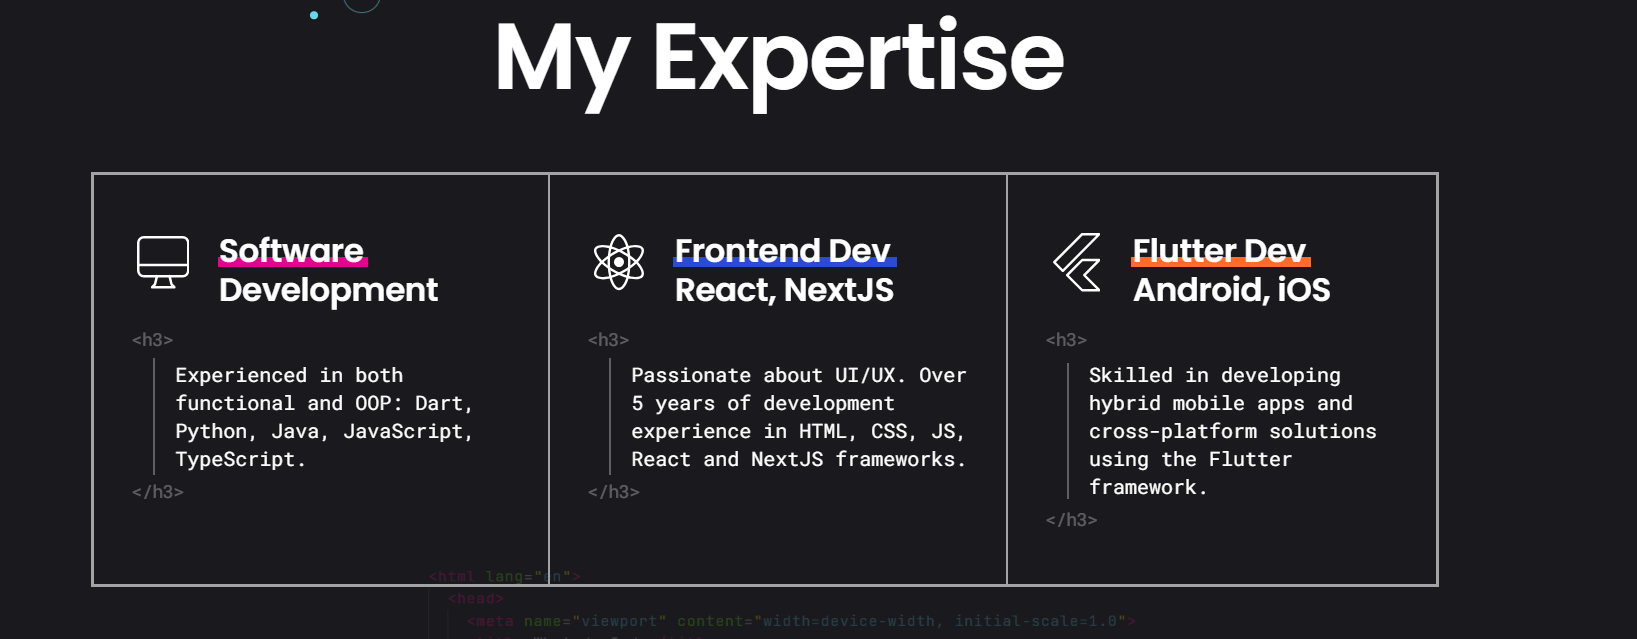 My Expertise
Software
Development
<h3>
Experienced in both
functional and OOP: Dart,
Python, Java, JavaScript,
TypeScript.
</h3>
Frontend Dev
React, NextJS
<h3>
Passionate about UI/UX. Over
5 years of development
experience in HTML, CSS, JS,
React and NextJS frameworks.
</h3>
Flutter Dev
Android, iOS
<h3>
Skilled in developing
hybrid mobile apps and
cross-platform solutions
using the Flutter
framework.
</h3>
<html lang="en">
<head>
<meta name="viewport" content="width=device-width, initial-scale=1.0">